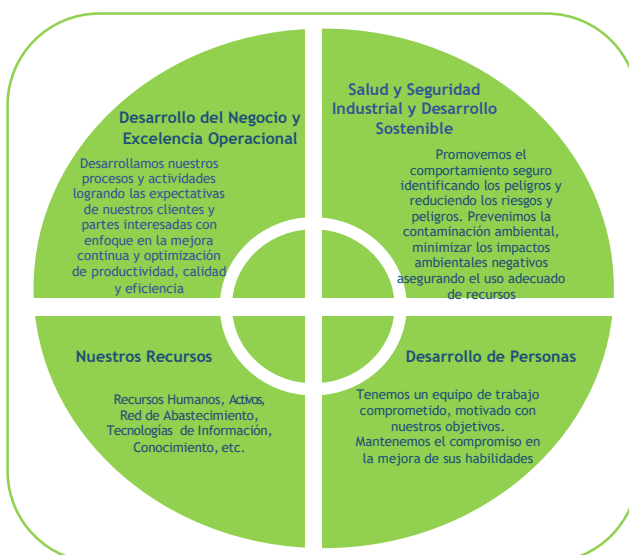 Desarrollo del Negocio y
Excelencia Operacional
Desarrollamos nuestros
procesos y actividades
logrando las expectativas
de nuestros clientes y
partes interesadas con
enfoque en la mejora
continua y optimización
de productividad, calidad
y eficiencia
Salud y Seguridad
Industrial y Desarrollo
Sostenible
Promovemos el
comportamiento seguro
identificando los peligros y
reduciendo los riesgos y
peligros. Prevenimos la
contaminación ambiental,
minimizar los impactos
ambientales negativos
asegurando el uso adecuado
de recursos
Nuestros Recursos
Recursos Humanos, Activos,
Red de Abastecimiento,
Tecnologías de Información,
Conocimiento, etc.
Desarrollo de Personas
Tenemos un equipo de trabajo
comprometido, motivado con
nuestros objetivos.
Mantenemos el compromiso en
la mejora de sus habilidades